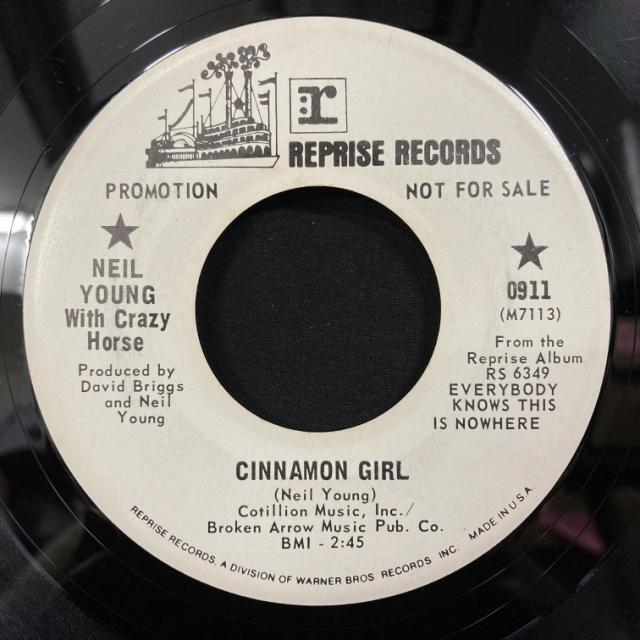 r
REPRISE RECORDS
PROMOTION
NOT FOR SALE
NEIL
YOUNG
With Crazy
Horse
Produced by
David Briggs
and Neil
Young
0911
(M7113)
From the
Reprise Album
RS 6349
EVERYBODY
KNOWS THIS
IS NOWHERE
CINNAMON GIRL
(Neil Young)
Cotillion Music, Inc./
Broken Arrow Music Pub. Co.
BMI - 2:45
REPRISE RECORDS, A DIVISION OF WARNER BROS. RECORDS INC. MADE IN U.S.A.